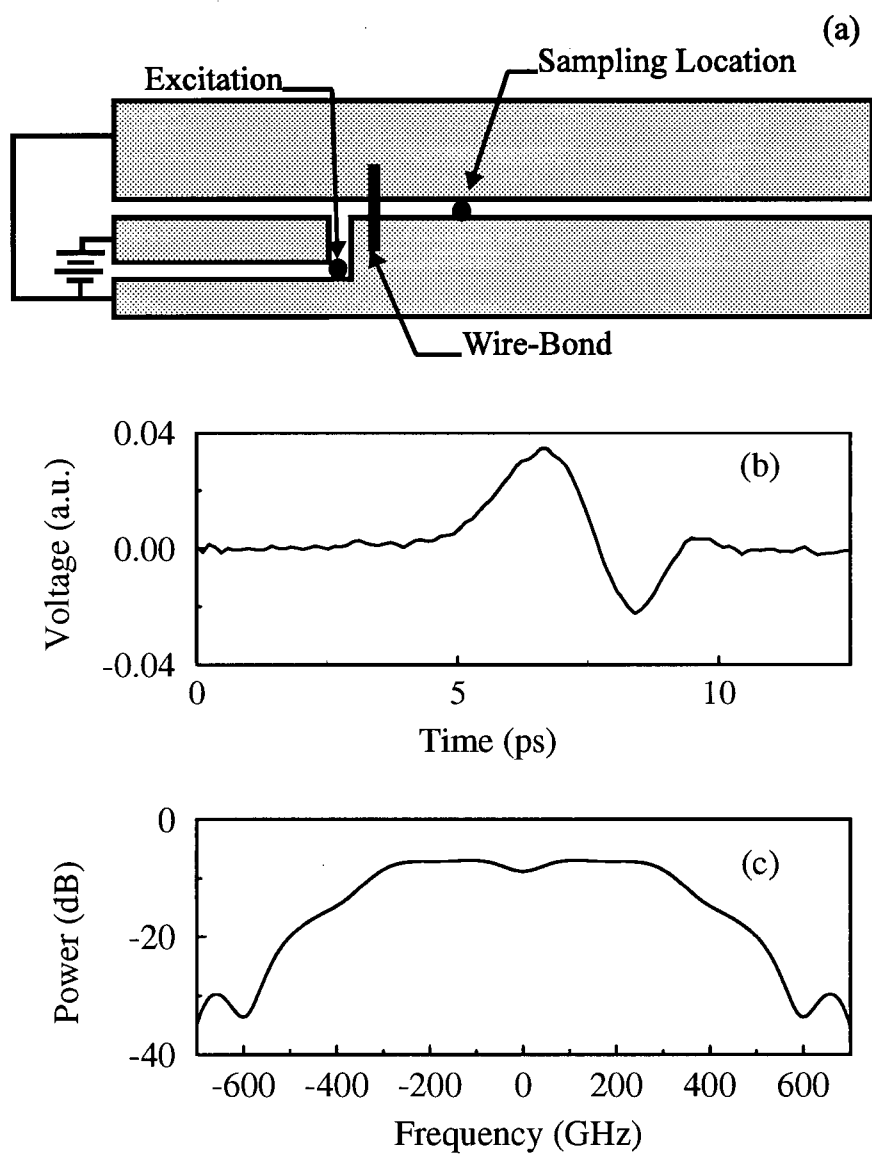 (a)
Excitation
Sampling Location
Wire-Bond
0.04
(b)
Voltage (a.u.)
0.00
-0.04
0
5
10
Time (ps)
0
(c)
Power (dB)
-20
-40
-600
-400
-200
0
200
400
600
Frequency (GHz)